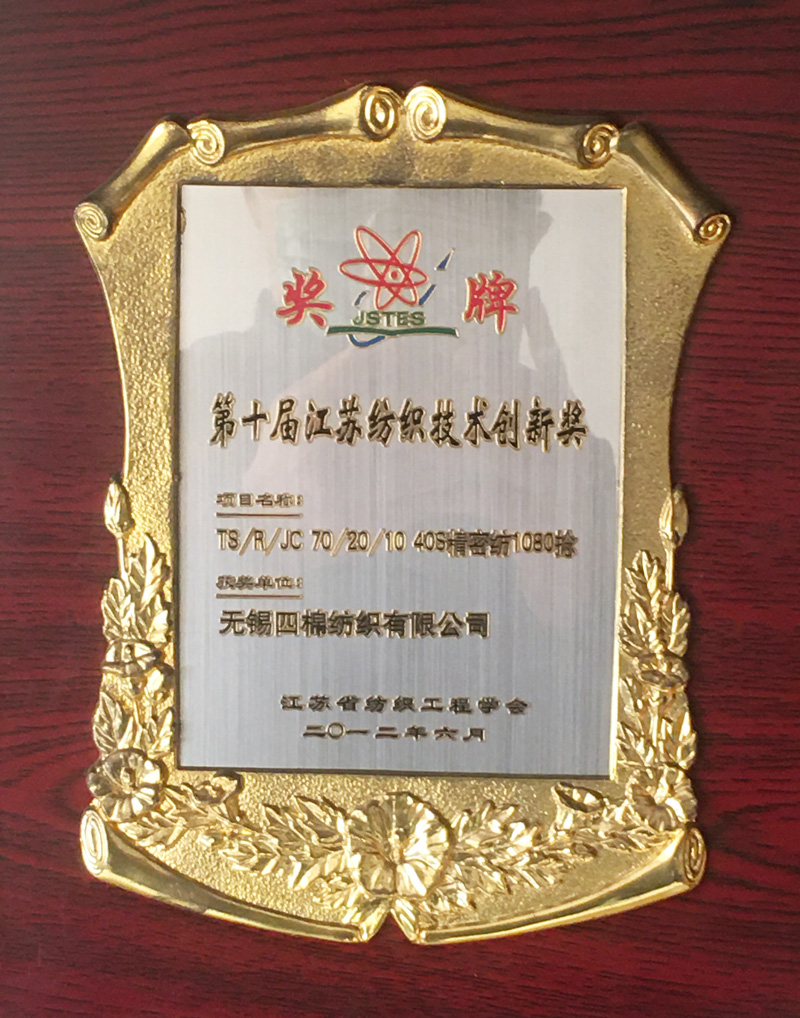 奖 JSTES 牌
第十届江苏纺织技术创新奖
项目名称:
TS/R/JC 70/20/10 40S精密纺1080捻
获奖单位:
无锡四棉纺织有限公司
江苏省纺织工程学会
二〇一二年六月